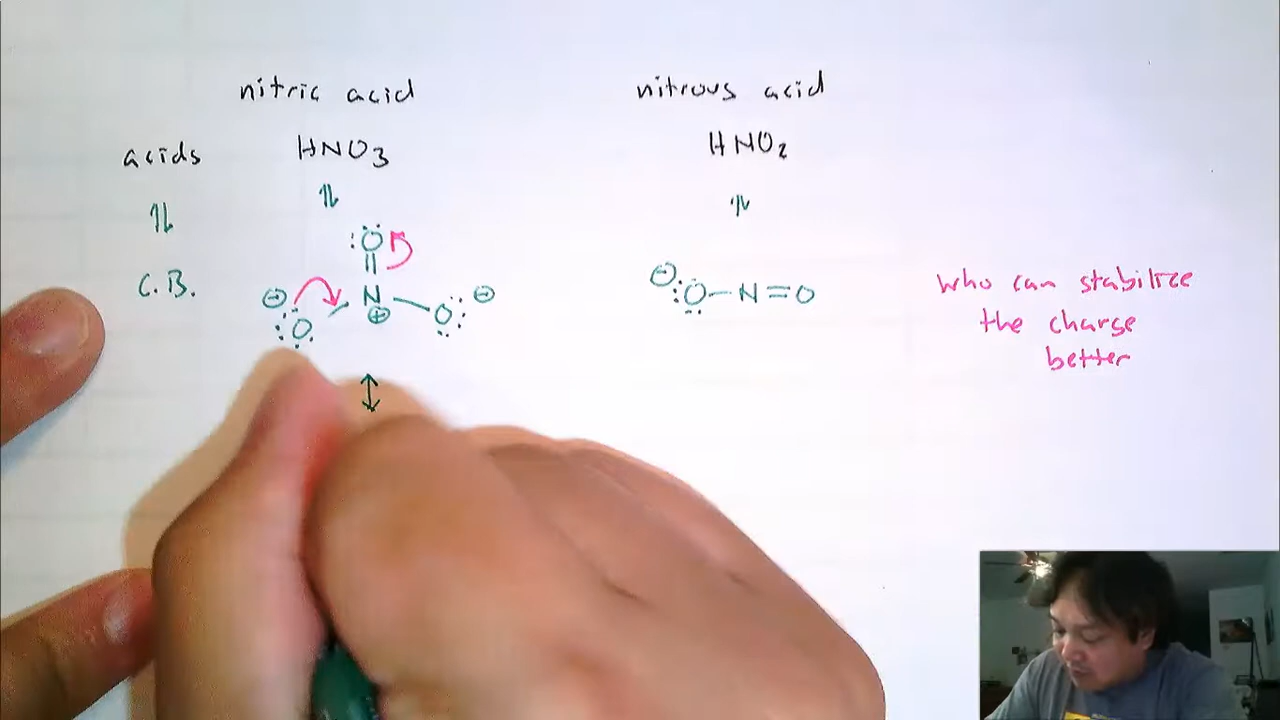 nitric acid
nitrous acid
acids
HNO3
HNO2
⇌
⇌
⇌
C.B.
:Ö
||
⊖
N
⊕
⊖
:Ö:
Ö:
⊖
:Ö—N=O
↕
who can stabilize
the charge
better